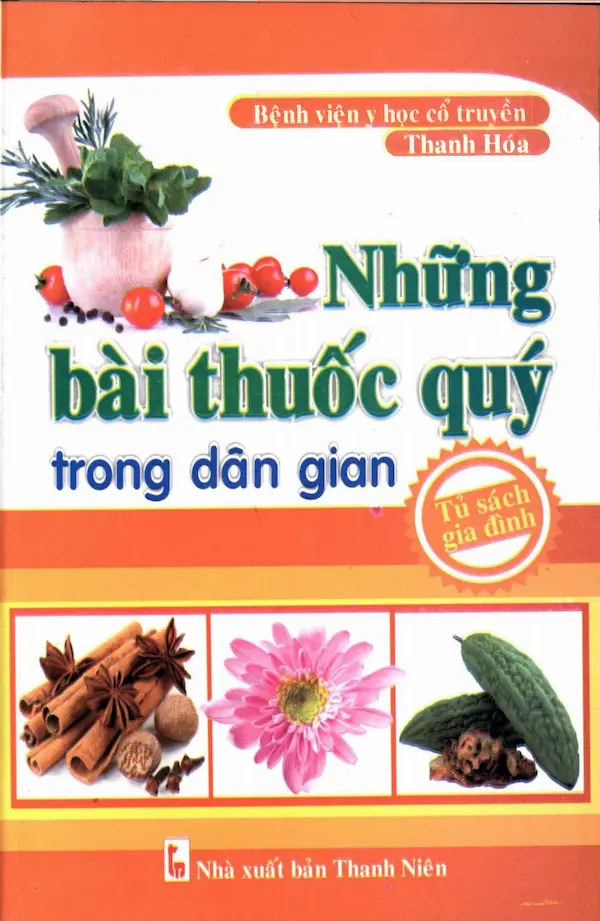 Bệnh viện y học cổ truyền
Thanh Hóa
Những
bài thuốc quý
trong dân gian
Tủ sách
gia đình
Nhà xuất bản Thanh Niên